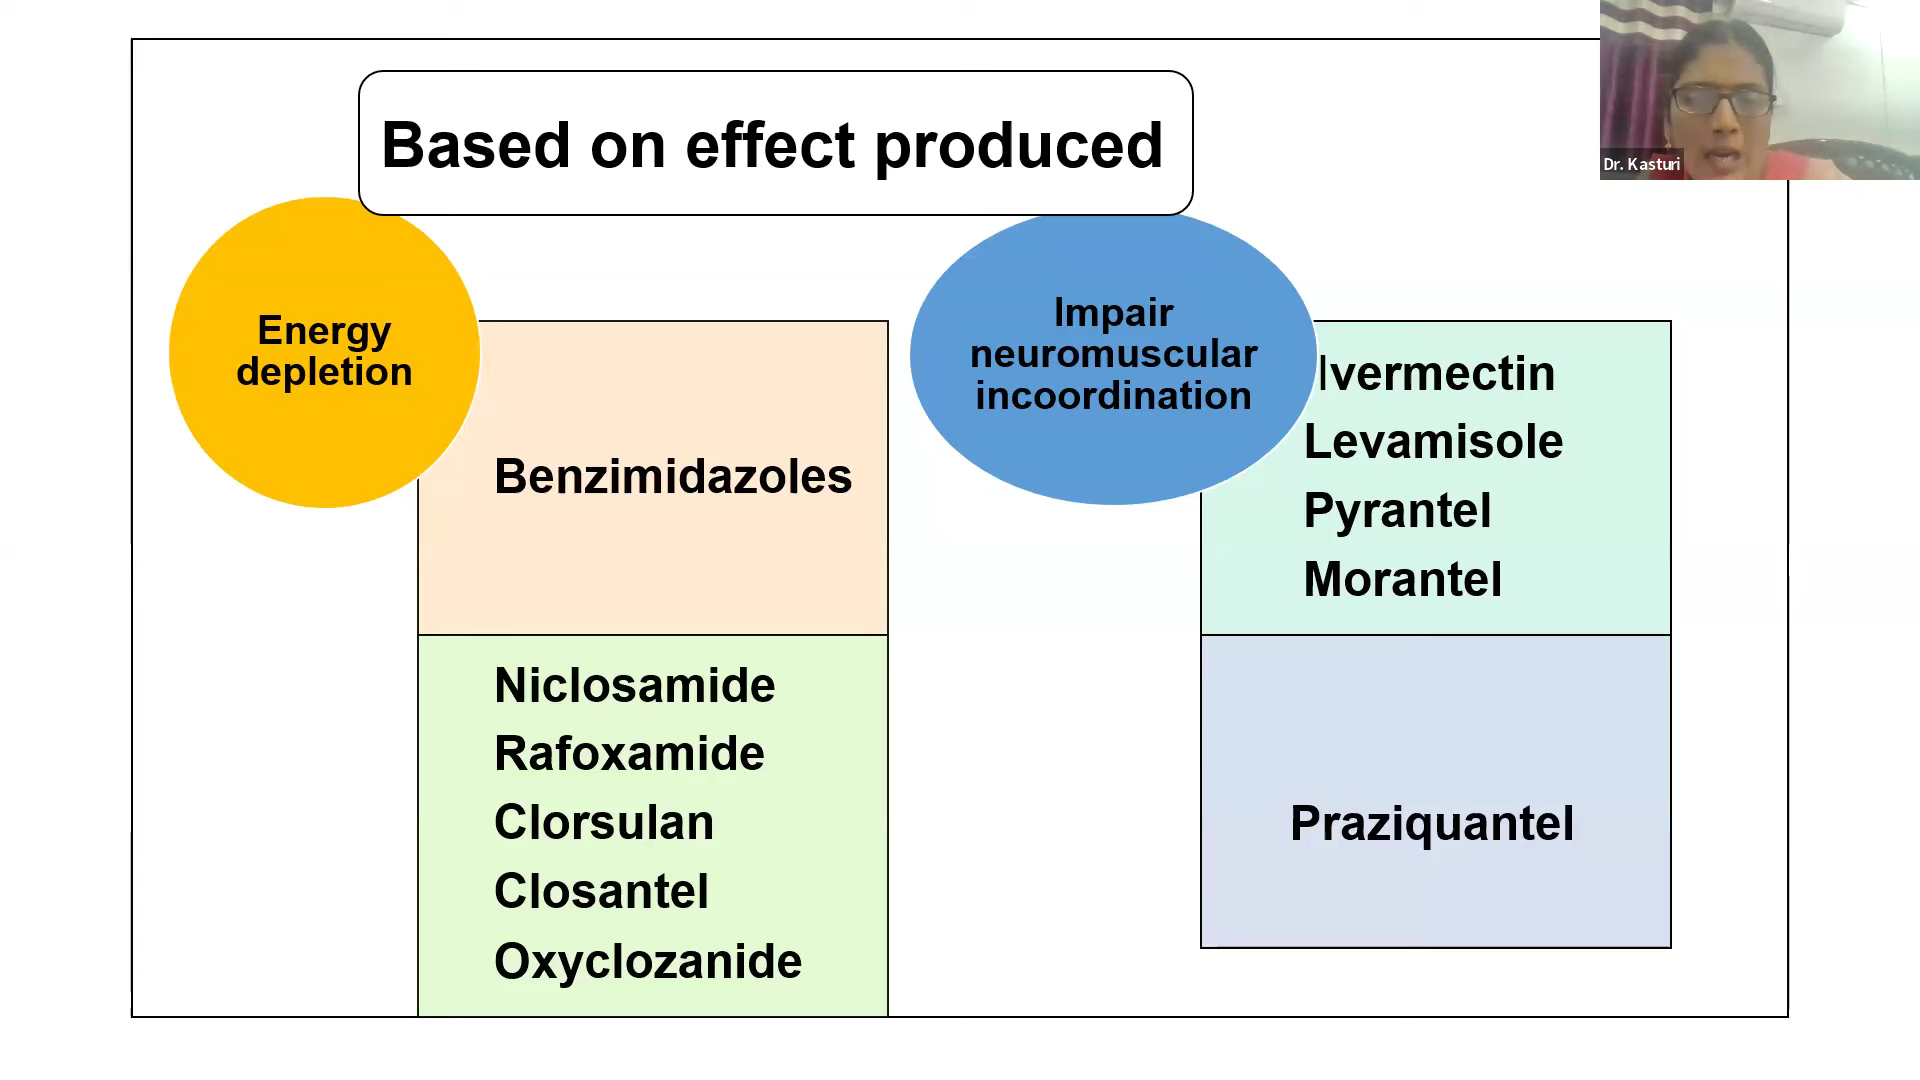 Based on effect produced
Dr. Kasturi
Energy
depletion
Benzimidazoles
Niclosamide
Rafoxamide
Clorsulan
Closantel
Oxyclozanide
Impair
neuromuscular
incoordination
Ivermectin
Levamisole
Pyrantel
Morantel
Praziquantel